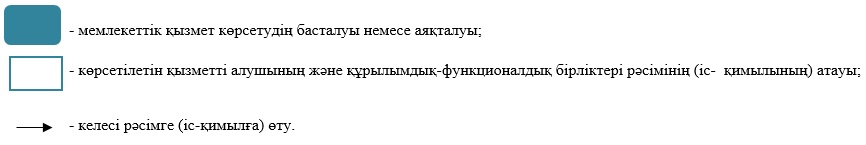 - мемлекеттік қызмет көрсетудің басталуы немесе аяқталуы;
- көрсетілетін қызметті алушының және құрылымдық-функционалдық бірліктері рәсімінің (іс- қимылының) атауы;
- келесі рәсімге (іс-қимылға) өту.